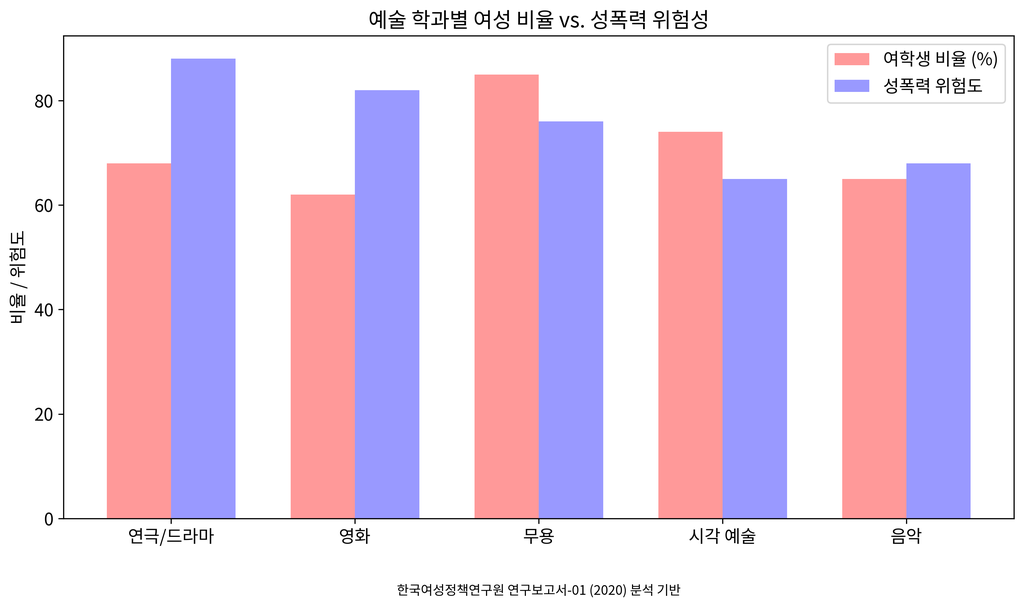 예술 학과별 여성 비율 vs. 성폭력 위험성
여학생 비율 (%)
성폭력 위험도
비율 / 위험도
80
60
40
20
0
연극/드라마
영화
무용
시각 예술
음악
한국여성정책연구원 연구보고서-01 (2020) 분석 기반